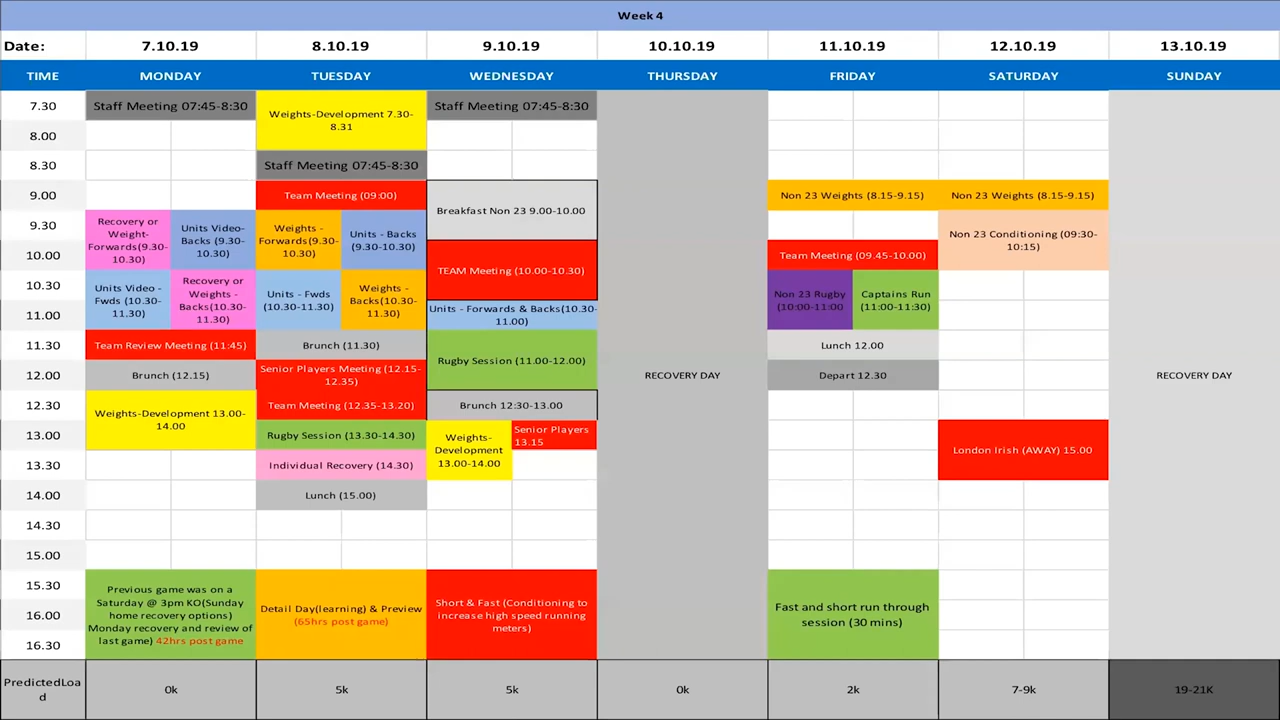 Week 4
Date: 7.10.19 8.10.19 9.10.19 10.10.19 11.10.19 12.10.19 13.10.19
TIME MONDAY TUESDAY WEDNESDAY THURSDAY FRIDAY SATURDAY SUNDAY
7.30
8.00
8.30
9.00
9.30
10.00
10.30
11.00
11.30
12.00
12.30
13.00
13.30
14.00
14.30
15.00
15.30
16.00
16.30
Staff Meeting 07:45-8:30
Recovery or
Weight-
Forwards(9.30-
10.30)
Units Video-
Backs (9.30-
10.30)
Units Video -
Fwds (10.30-
11.30)
Recovery or
Weights -
Backs(10.30-
11.30)
Team Review Meeting (11:45)
Brunch (12.15)
Weights-Development 13.00-
14.00
Previous game was on a
Saturday @ 3pm KO(Sunday
home recovery options)
Monday recovery and review of
last game) 42hrs post game
Weights-Development 7.30-
8.31
Staff Meeting 07:45-8:30
Team Meeting (09:00)
Weights -
Forwards(9.30-
10.30)
Units - Backs
(9.30-10.30)
Units - Fwds
(10.30-11.30)
Weights -
Backs(10.30-
11.30)
Brunch (11.30)
Senior Players Meeting (12.15-
12.35)
Team Meeting (12.35-13.20)
Rugby Session (13.30-14.30)
Individual Recovery (14.30)
Lunch (15.00)
Detail Day(learning) & Preview
(65hrs post game)
Staff Meeting 07:45-8:30
Breakfast Non 23 9.00-10.00
TEAM Meeting (10.00-10.30)
Units - Forwards & Backs(10.30-
11.00)
Rugby Session (11.00-12.00)
Brunch 12:30-13.00
Weights-
Development
13.00-14.00
Senior Players
13.15
Short & Fast (Conditioning to
increase high speed running
meters)
RECOVERY DAY
Non 23 Weights (8.15-9.15)
Team Meeting (09.45-10.00)
Non 23 Rugby
(10:00-11:00
Captains Run
(11:00-11:30)
Lunch 12.00
Depart 12.30
Fast and short run through
session (30 mins)
Non 23 Weights (8.15-9.15)
Non 23 Conditioning (09:30-
10:15)
London Irish (AWAY) 15.00
RECOVERY DAY
PredictedLoa
d
0k 5k 5k 0k 2k 7-9k 19-21K